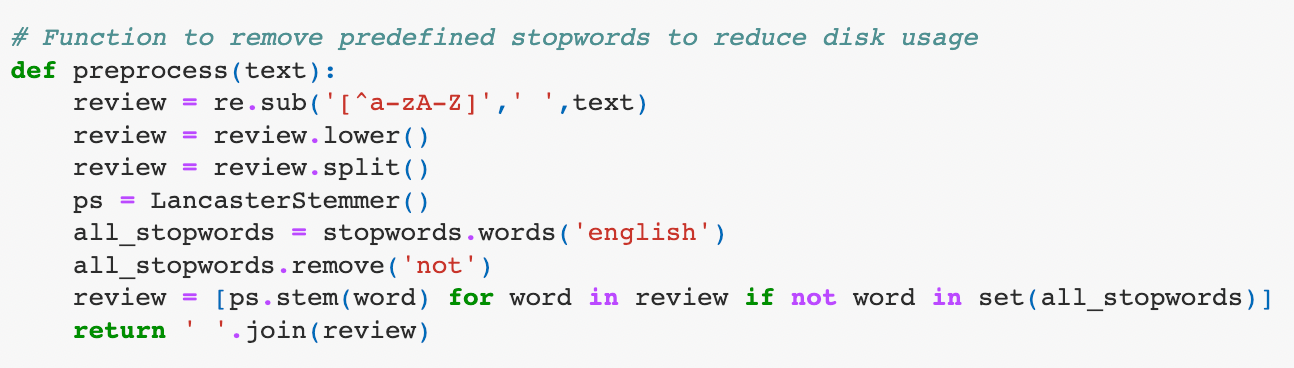 # Function to remove predefined stopwords to reduce disk usage
def preprocess(text):
    review = re.sub('[^a-zA-Z]',' ',text)
    review = review.lower()
    review = review.split()
    ps = LancasterStemmer()
    all_stopwords = stopwords.words('english')
    all_stopwords.remove('not')
    review = [ps.stem(word) for word in review if not word in set(all_stopwords)]
    return ' '.join(review)